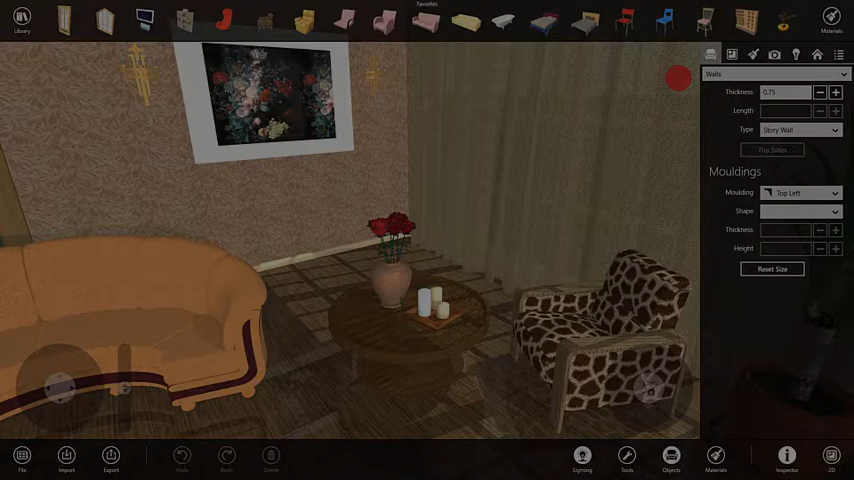 Favorites
Library
Materials
Walls
Thickness 0.75
Length
Type Story Wall
Flip Sides
Mouldings
Moulding Top Left
Shape
Thickness
Height
Reset Size
File Import Export Undo Redo Delete Lighting Tools Objects Materials Inspector 2D